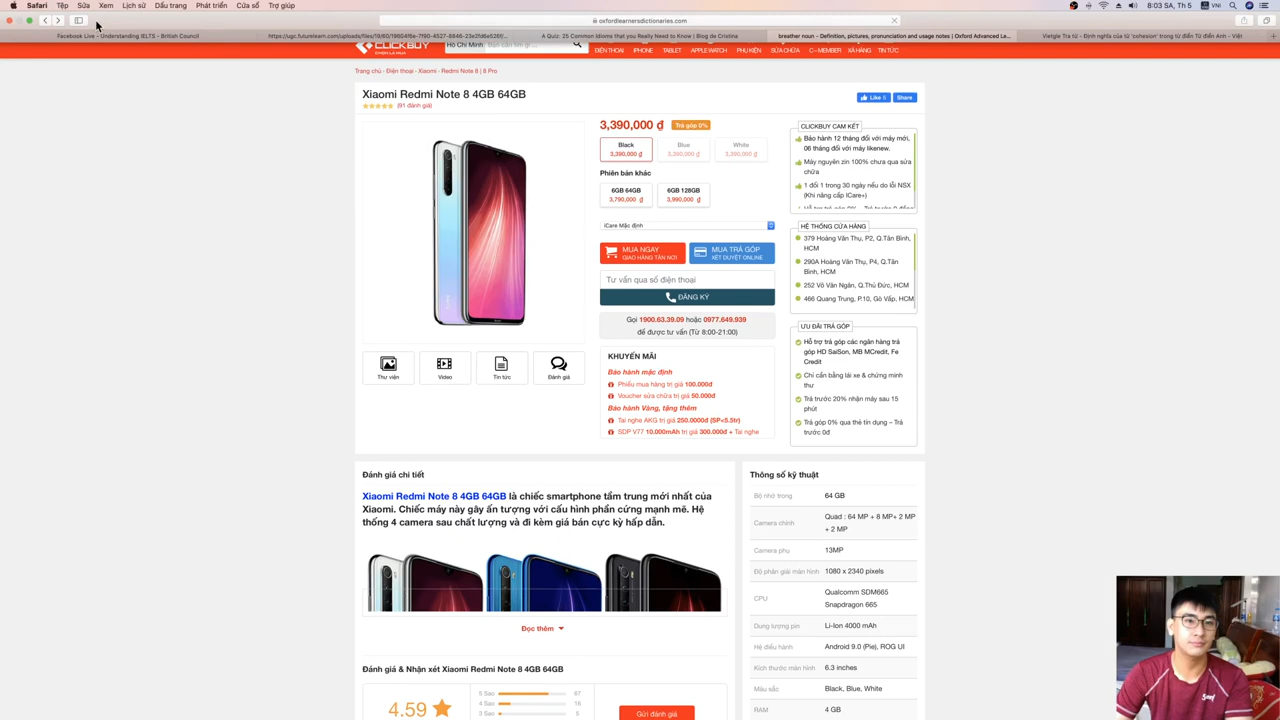 Safari Tệp Sửa Xem Lịch sử Dấu trang Phát triển Cửa sổ Trợ giúp
VNI 8:03 SA, Th 5
oxfordlearnersdictionaries.com
Facebook Live - Understanding IELTS - British Council
A Quiz: 25 Common Idioms that you Really Need to Know | Blog de Cristina
breather noun - Definition, pictures, pronunciation and usage notes | Oxford Advanced Le...
Vietgle Tra từ - Định nghĩa của từ 'cohesion' trong từ điển Từ điển Anh - Việt
CLICKBUY
Hồ Chí Minh
ĐIỆN THOẠI IPHONE TABLET APPLE WATCH PHỤ KIỆN SỬA CHỮA C – MEMBER XẢ HÀNG TIN TỨC
Trang chủ › Điện thoại › Xiaomi › Redmi Note 8 | 8 Pro
Xiaomi Redmi Note 8 4GB 64GB
(91 đánh giá)
Like 5 Share
3,390,000 ₫ Trả góp 0%
Black Blue White
3,390,000 ₫ 3,390,000 ₫ 3,390,000 ₫
Phiên bản khác
6GB 64GB 6GB 128GB
3,790,000 ₫ 3,990,000 ₫
ICare Mặc định
MUA NGAY
GIAO HÀNG TẬN NƠI
MUA TRẢ GÓP
XÉT DUYỆT ONLINE
Tư vấn qua số điện thoại
ĐĂNG KÝ
Gọi 1900.63.39.09 hoặc 0977.649.939
để được tư vấn (Từ 8:00-21:00)
KHUYẾN MÃI
Bảo hành mặc định
Phiếu mua hàng trị giá 100.000đ
Voucher sửa chữa trị giá 50.000đ
Bảo hành Vàng, tặng thêm
Tai nghe AKG trị giá 250.0000đ (SP<5.5tr)
SDP V77 10.000mAh trị giá 300.000đ + Tai nghe
CLICKBUY CAM KẾT
Bảo hành 12 tháng đối với máy mới,
06 tháng đối với máy likenew.
Máy nguyên zin 100% chưa qua sửa
chữa
1 đổi 1 trong 30 ngày nếu do lỗi NSX
(Khi nâng cấp ICare+)
Hỗ trợ trả góp 0% – Trả trước 0 đồng
HỆ THỐNG CỬA HÀNG
379 Hoàng Văn Thụ, P2, Q.Tân Bình,
HCM
290A Hoàng Văn Thụ, P4, Q.Tân
Bình, HCM
252 Võ Văn Ngân, Q.Thủ Đức, HCM
466 Quang Trung, P.10, Gò Vấp, HCM
ƯU ĐÃI TRẢ GÓP
Hỗ trợ trả góp các ngân hàng trả
góp HD SaiSon, MB MCredit, Fe
Credit
Chỉ cần bằng lái xe & chứng minh
thư
Trả trước 20% nhận máy sau 15
phút
Trả góp 0% qua thẻ tín dụng – Trả
trước 0đ
Thư viện Video Tin tức Đánh giá
Đánh giá chi tiết
Xiaomi Redmi Note 8 4GB 64GB là chiếc smartphone tầm trung mới nhất của
Xiaomi. Chiếc máy này gây ấn tượng với cấu hình phần cứng mạnh mẽ. Hệ
thống 4 camera sau chất lượng và đi kèm giá bán cực kỳ hấp dẫn.
Đọc thêm
Đánh giá & Nhận xét Xiaomi Redmi Note 8 4GB 64GB
4.59
5 Sao 67
4 Sao 16
3 Sao 5
Gửi đánh giá
Thông số kỹ thuật
Bộ nhớ trong 64 GB
Camera chính Quad : 64 MP + 8 MP+ 2 MP
+ 2 MP
Camera phụ 13MP
Độ phân giải màn hình 1080 x 2340 pixels
CPU Qualcomm SDM665
Snapdragon 665
Dung lượng pin Li-Ion 4000 mAh
Hệ điều hành Android 9.0 (Pie), ROG UI
Kích thước màn hình 6.3 inches
Màu sắc Black, Blue, White
RAM 4 GB